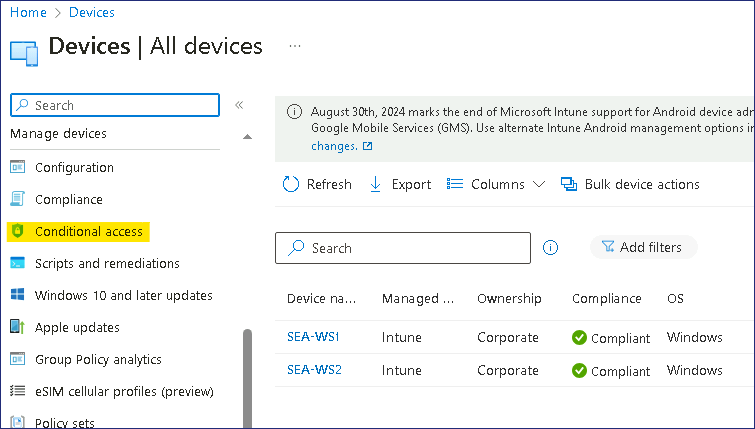 Home > Devices
Devices | All devices ...
Search «
Manage devices
Configuration
Compliance
Conditional access
Scripts and remediations
Windows 10 and later updates
Apple updates
Group Policy analytics
eSIM cellular profiles (preview)
Policy sets
August 30th, 2024 marks the end of Microsoft Intune support for Android device adm
Google Mobile Services (GMS). Use alternate Intune Android management options in
changes.
Refresh Export Columns Bulk device actions
Search Add filters
Device na... Managed ... Ownership Compliance OS
SEA-WS1 Intune Corporate Compliant Windows
SEA-WS2 Intune Corporate Compliant Windows